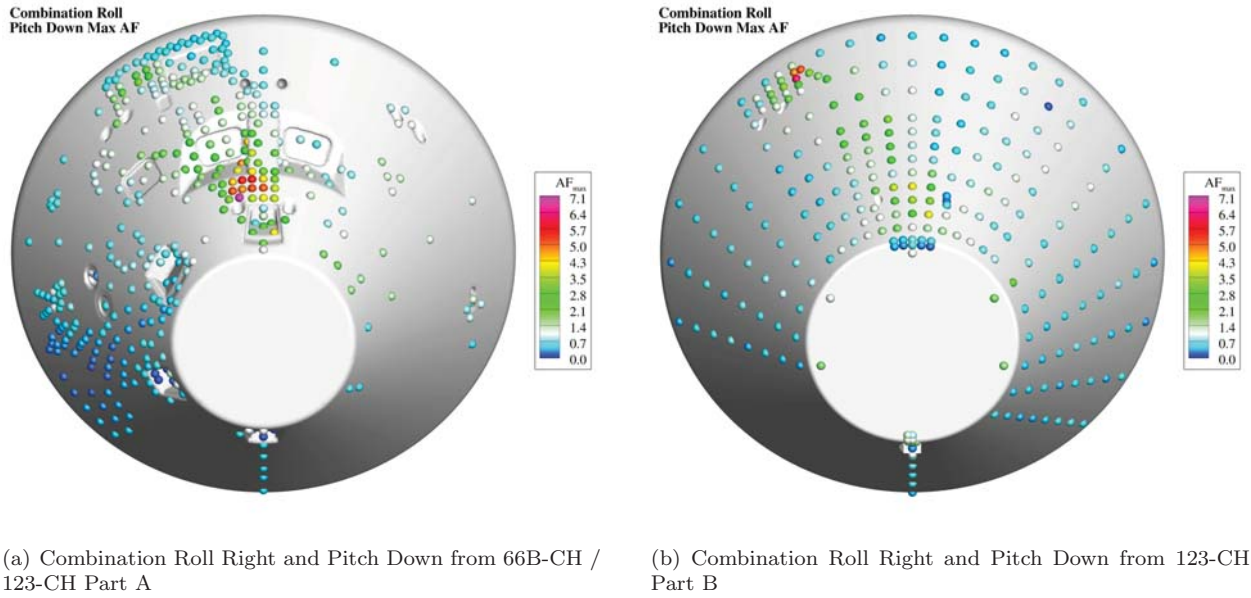 Combination Roll
Pitch Down Max AF
AF max
7.1
6.4
5.7
5.0
4.3
3.5
2.8
2.1
1.4
0.7
0.0
(a) Combination Roll Right and Pitch Down from 66B-CH /
123-CH Part A
Combination Roll
Pitch Down Max AF
AF max
7.1
6.4
5.7
5.0
4.3
3.5
2.8
2.1
1.4
0.7
0.0
(b) Combination Roll Right and Pitch Down from 123-CH
Part B